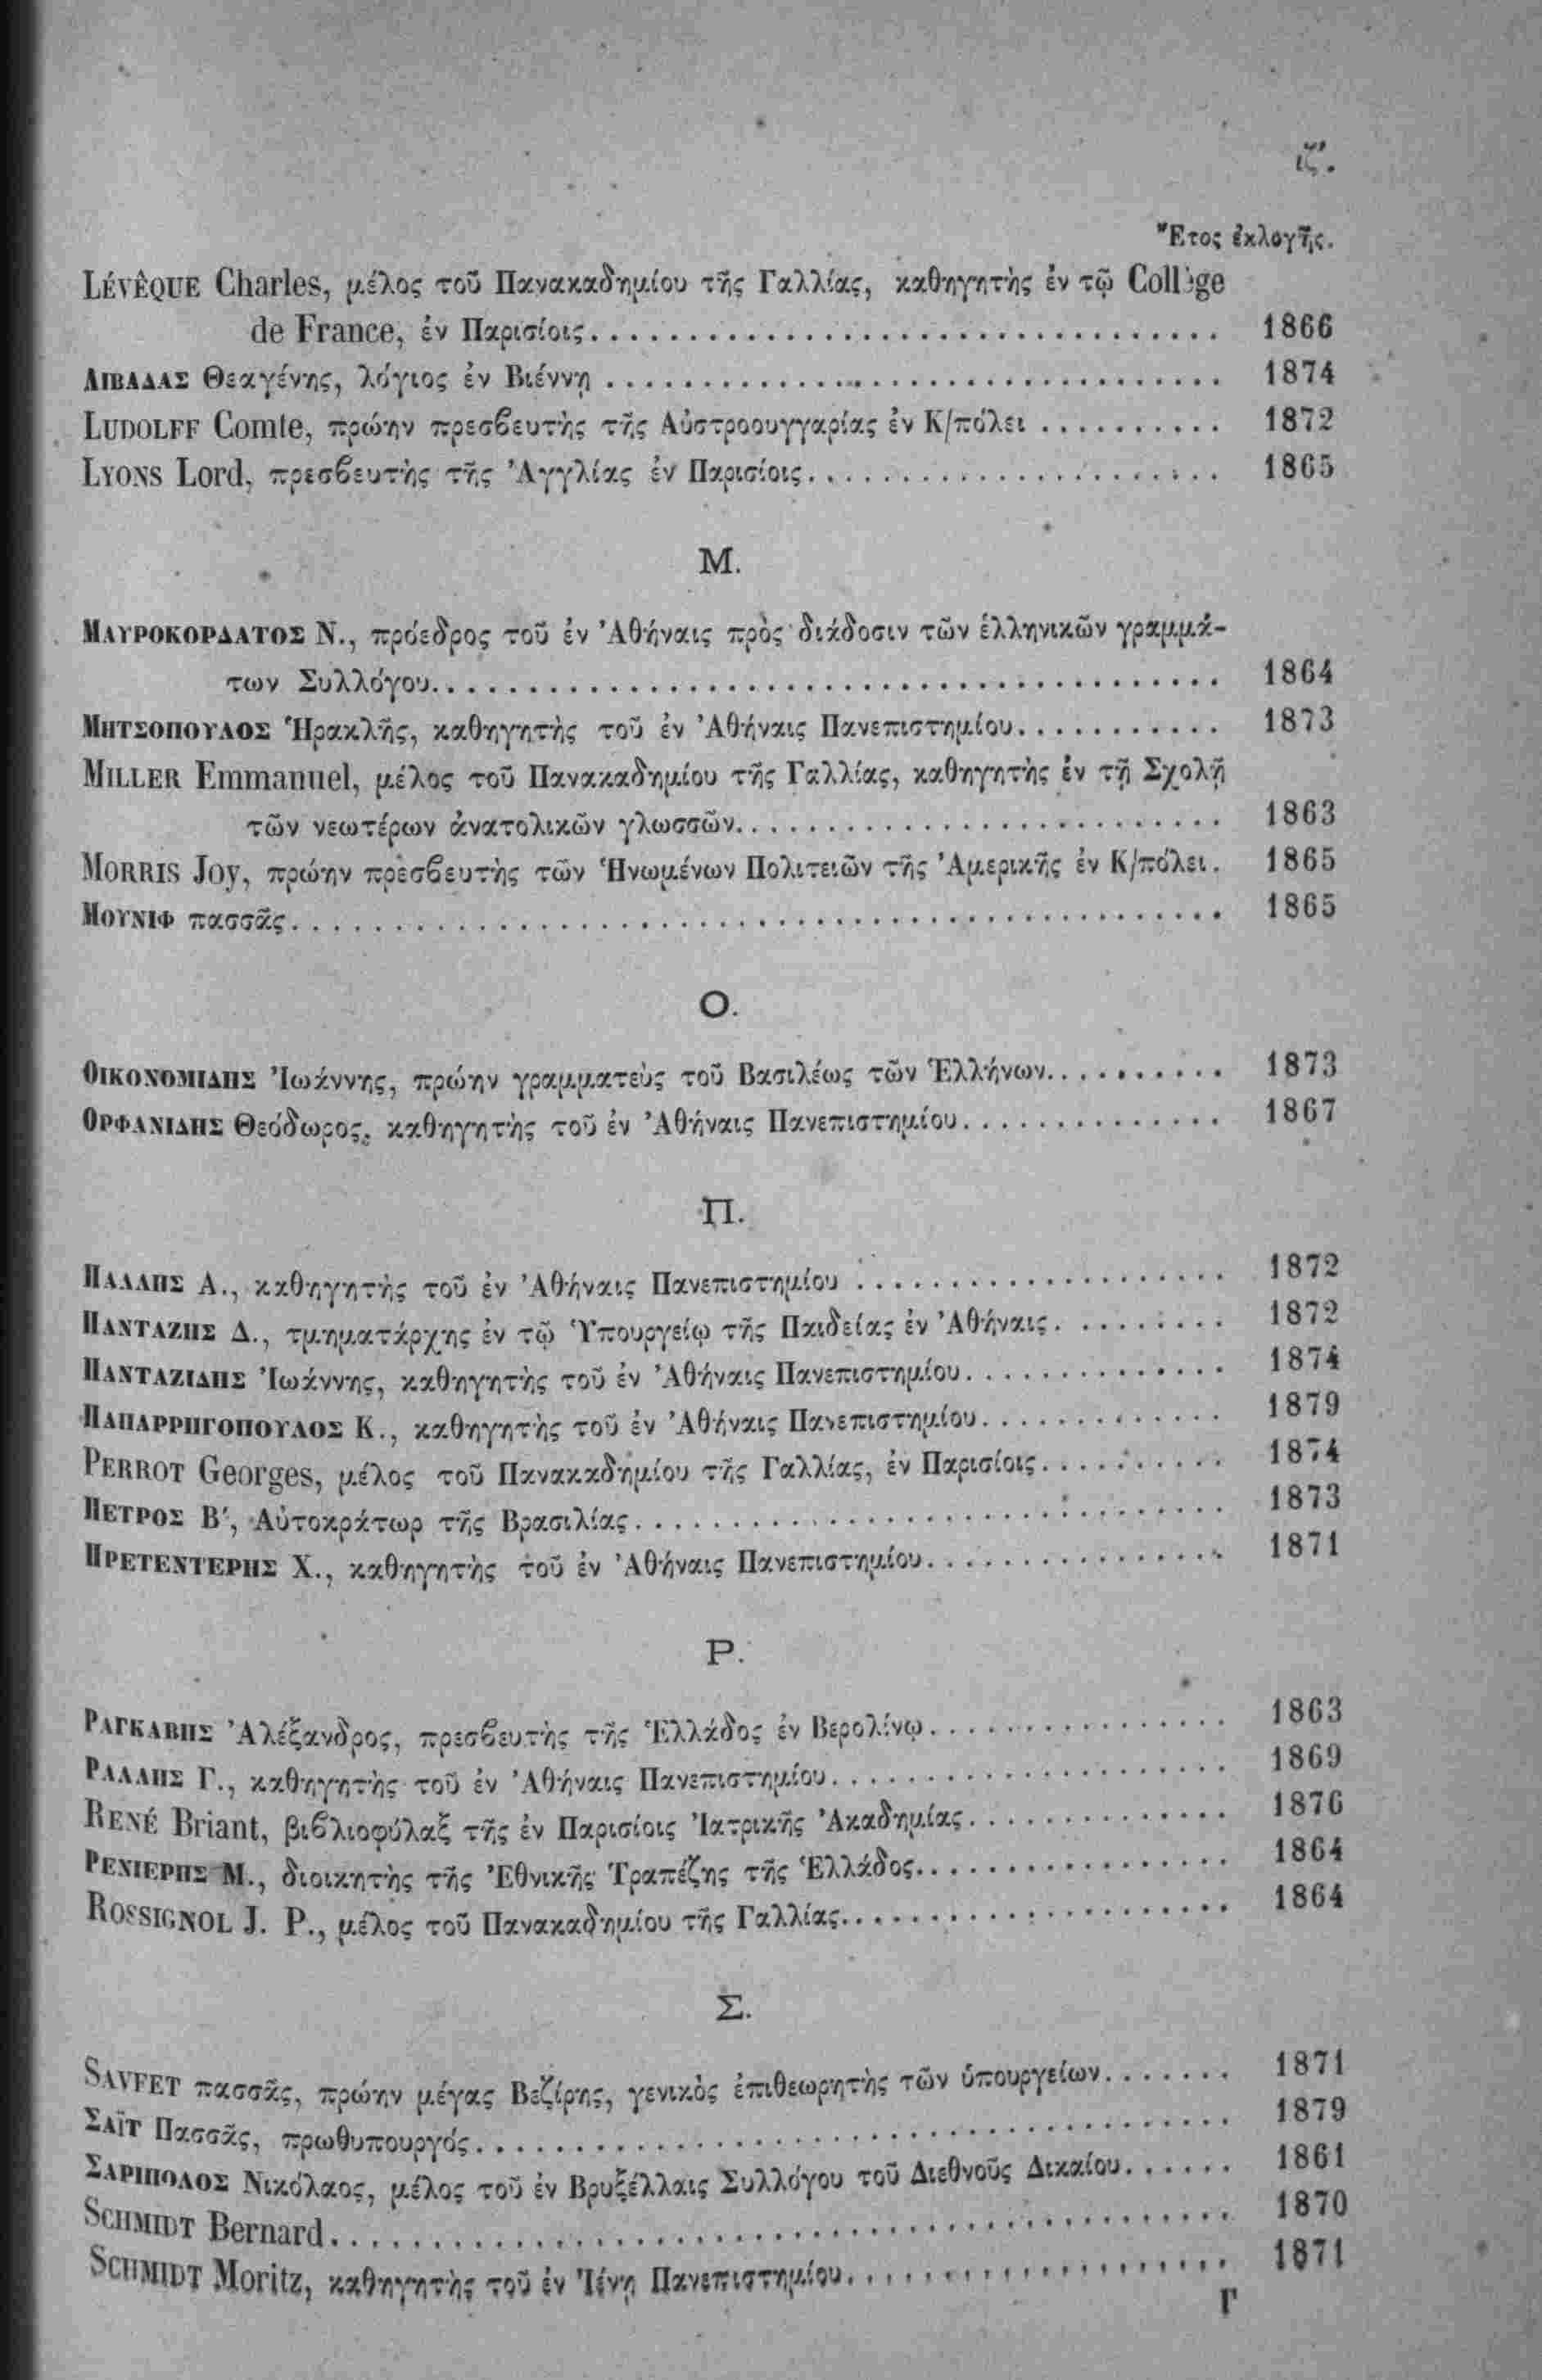 ιζʹ.
Ἔτος ἐκλογῆς.
LÉVÊQUE Charles, μέλος τοῦ Πανακαδημίου τῆς Γαλλίας, καθηγητὴς ἐν τῷ Collège
de France, ἐν Παρισίοις........ 1866
ΛΙΒΑΔΑΣ Θεαγένης, λόγιος ἐν Βιέννῃ ........ 1874
LUDOLFF Comte, πρώην πρεσβευτὴς τῆς Αὐστροουγγαρίας ἐν Κ/πόλει ........ 1872
LYONS Lord, πρεσβευτὴς τῆς Ἀγγλίας ἐν Παρισίοις........ 1865
Μ.
ΜΑΥΡΟΚΟΡΔΑΤΟΣ Ν., πρόεδρος τοῦ ἐν Ἀθήναις πρὸς διάδοσιν τῶν ἑλληνικῶν γραμμά-
των Συλλόγου........ 1864
ΜΗΤΣΟΠΟΥΛΟΣ Ἡρακλῆς, καθηγητὴς τοῦ ἐν Ἀθήναις Πανεπιστημίου........ 1873
MILLER Emmanuel, μέλος τοῦ Πανακαδημίου τῆς Γαλλίας, καθηγητὴς ἐν τῇ Σχολῇ
τῶν νεωτέρων ἀνατολικῶν γλωσσῶν........ 1863
MORRIS Joy, πρώην πρεσβευτὴς τῶν Ἡνωμένων Πολιτειῶν τῆς Ἀμερικῆς ἐν Κ/πόλει. 1865
ΜΟΥΝΙΦ πασσᾶς........ 1865
Ο.
ΟΙΚΟΝΟΜΙΔΗΣ Ἰωάννης, πρώην γραμματεὺς τοῦ Βασιλέως τῶν Ἑλλήνων........ 1873
ΟΡΦΑΝΙΔΗΣ Θεόδωρος, καθηγητὴς τοῦ ἐν Ἀθήναις Πανεπιστημίου........ 1867
Π.
ΠΑΛΛΗΣ Α., καθηγητὴς τοῦ ἐν Ἀθήναις Πανεπιστημίου ........ 1872
ΠΑΝΤΑΖΗΣ Δ., τμηματάρχης ἐν τῷ Ὑπουργείῳ τῆς Παιδείας ἐν Ἀθήναις........ 1872
ΠΑΝΤΑΖΙΔΗΣ Ἰωάννης, καθηγητὴς τοῦ ἐν Ἀθήναις Πανεπιστημίου........ 1874
ΠΑΠΑΡΡΗΓΟΠΟΥΛΟΣ Κ., καθηγητὴς τοῦ ἐν Ἀθήναις Πανεπιστημίου........ 1879
PERROT Georges, μέλος τοῦ Πανακαδημίου τῆς Γαλλίας, ἐν Παρισίοις........ 1874
ΠΕΤΡΟΣ Βʹ, Αὐτοκράτωρ τῆς Βρασιλίας........ 1873
ΠΡΕΤΕΝΤΕΡΗΣ Χ., καθηγητὴς τοῦ ἐν Ἀθήναις Πανεπιστημίου........ 1871
Ρ.
ΡΑΓΚΑΒΗΣ Ἀλέξανδρος, πρεσβευτὴς τῆς Ἑλλάδος ἐν Βερολίνῳ........ 1863
ΡΑΛΛΗΣ Γ., καθηγητὴς τοῦ ἐν Ἀθήναις Πανεπιστημίου........ 1869
RENÉ Briant, βιβλιοφύλαξ τῆς ἐν Παρισίοις Ἰατρικῆς Ἀκαδημίας........ 1876
ΡΕΝΙΕΡΗΣ Μ., διοικητὴς τῆς Ἐθνικῆς Τραπέζης τῆς Ἑλλάδος........ 1864
ROSSIGNOL J. P., μέλος τοῦ Πανακαδημίου τῆς Γαλλίας........ 1864
Σ.
SAVFET πασσᾶς, πρώην μέγας Βεζίρης, γενικὸς ἐπιθεωρητὴς τῶν ὑπουργείων........ 1871
ΣΑΪΤ Πασσᾶς, πρωθυπουργός........ 1879
ΣΑΡΙΠΟΛΟΣ Νικόλαος, μέλος τοῦ ἐν Βρυξέλλαις Συλλόγου τοῦ Διεθνοῦς Δικαίου...... 1861
SCHMIDT Bernard........ 1870
SCHMIDT Moritz, καθηγητὴς τοῦ ἐν Ἰένῃ Πανεπιστημίου........ 1871
Γ